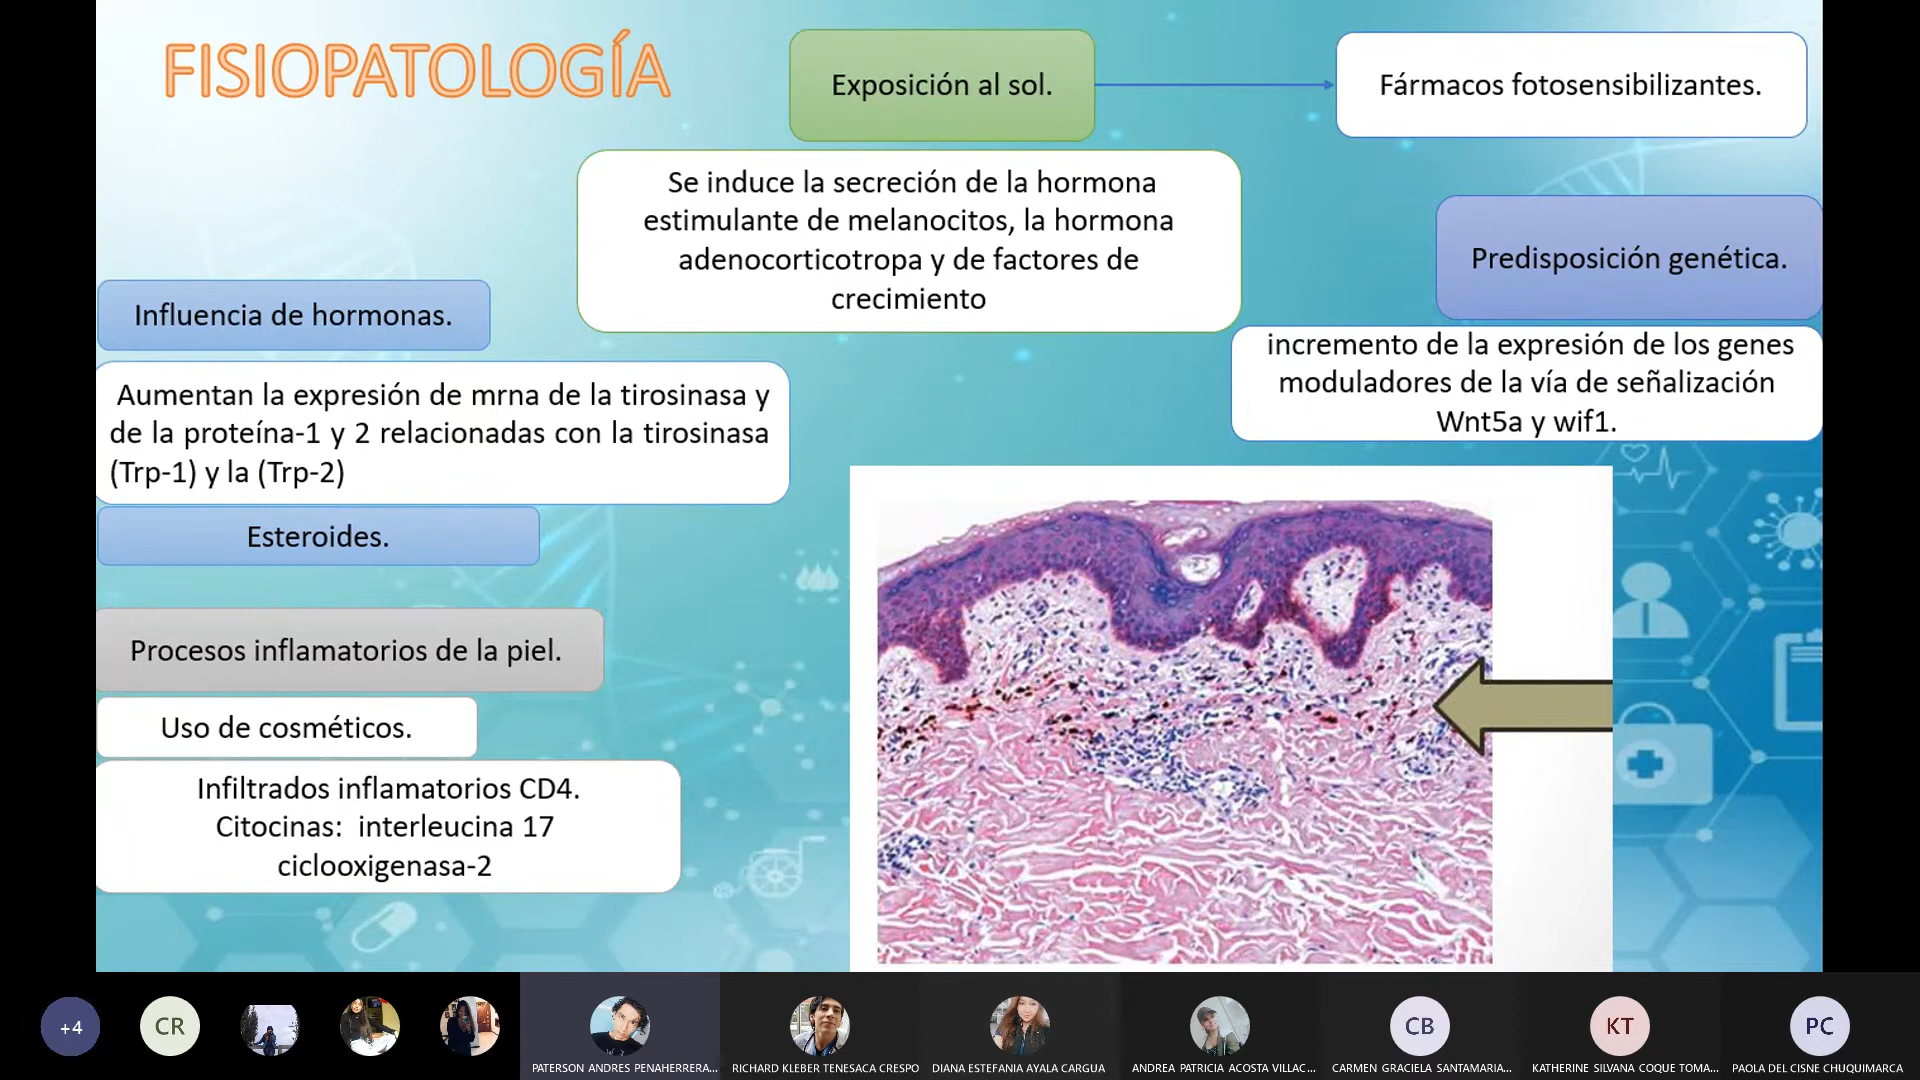 FISIOPATOLOGÍA
Exposición al sol.
Fármacos fotosensibilizantes.
Se induce la secreción de la hormona
estimulante de melanocitos, la hormona
adenocorticotropa y de factores de
crecimiento
Predisposición genética.
incremento de la expresión de los genes
moduladores de la vía de señalización
Wnt5a y wif1.
Influencia de hormonas.
Aumentan la expresión de mrna de la tirosinasa y
de la proteína-1 y 2 relacionadas con la tirosinasa
(Trp-1) y la (Trp-2)
Esteroides.
Procesos inflamatorios de la piel.
Uso de cosméticos.
Infiltrados inflamatorios CD4.
Citocinas: interleucina 17
ciclooxigenasa-2
+4
CR
CB
KT
PC
PATERSON ANDRES PENAHERRERA...
RICHARD KLEBER TENESACA CRESPO
DIANA ESTEFANIA AYALA CARGUA
ANDREA PATRICIA ACOSTA VILLAC...
CARMEN GRACIELA SANTAMARIA...
KATHERINE SILVANA COQUE TOMA...
PAOLA DEL CISNE CHUQUIMARCA